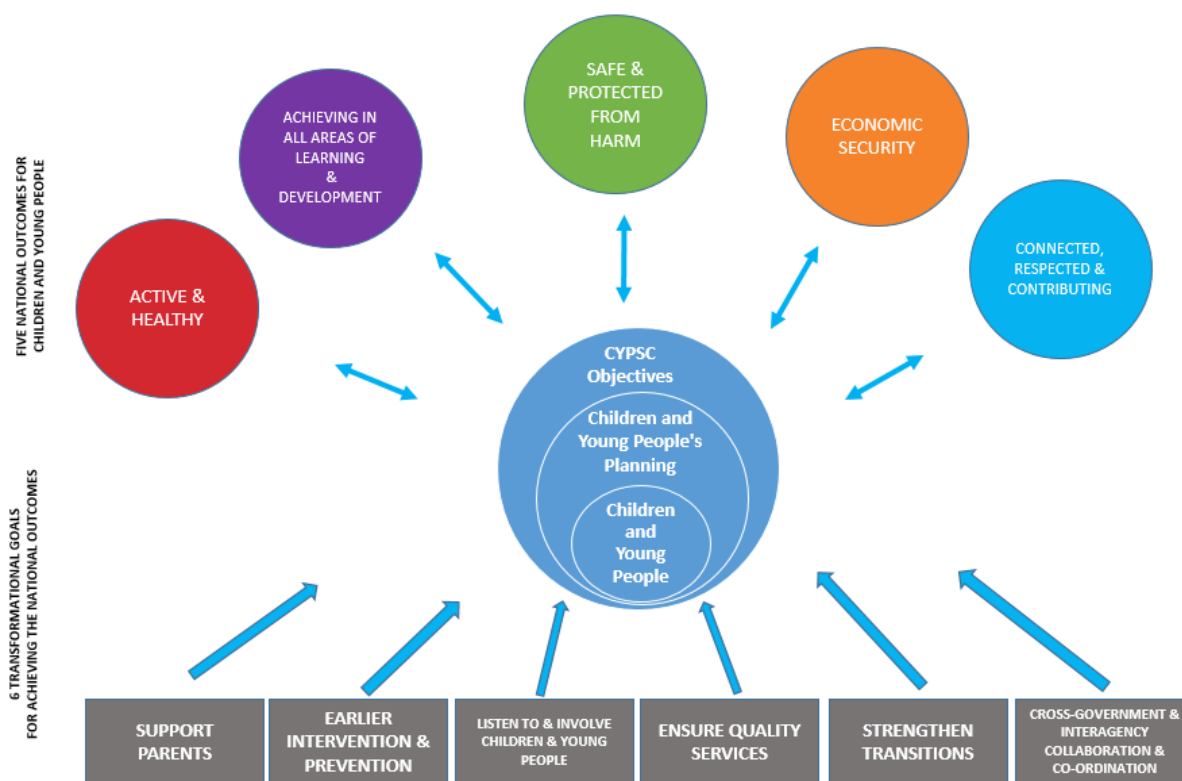 FIVE NATIONAL OUTCOMES FOR
CHILDREN AND YOUNG PEOPLE
ACTIVE &
HEALTHY
ACHIEVING IN
ALL AREAS OF
LEARNING
&
DEVELOPMENT
SAFE &
PROTECTED
FROM
HARM
ECONOMIC
SECURITY
CONNECTED,
RESPECTED &
CONTRIBUTING
CYPSC
Objectives
Children and
Young People's
Planning
Children
and
Young
People
6 TRANSFORMATIONAL GOALS
FOR ACHIEVING THE NATIONAL OUTCOMES
SUPPORT
PARENTS
EARLIER
INTERVENTION &
PREVENTION
LISTEN TO & INVOLVE
CHILDREN & YOUNG
PEOPLE
ENSURE QUALITY
SERVICES
STRENGTHEN
TRANSITIONS
CROSS-GOVERNMENT &
INTERAGENCY
COLLABORATION &
CO-ORDINATION